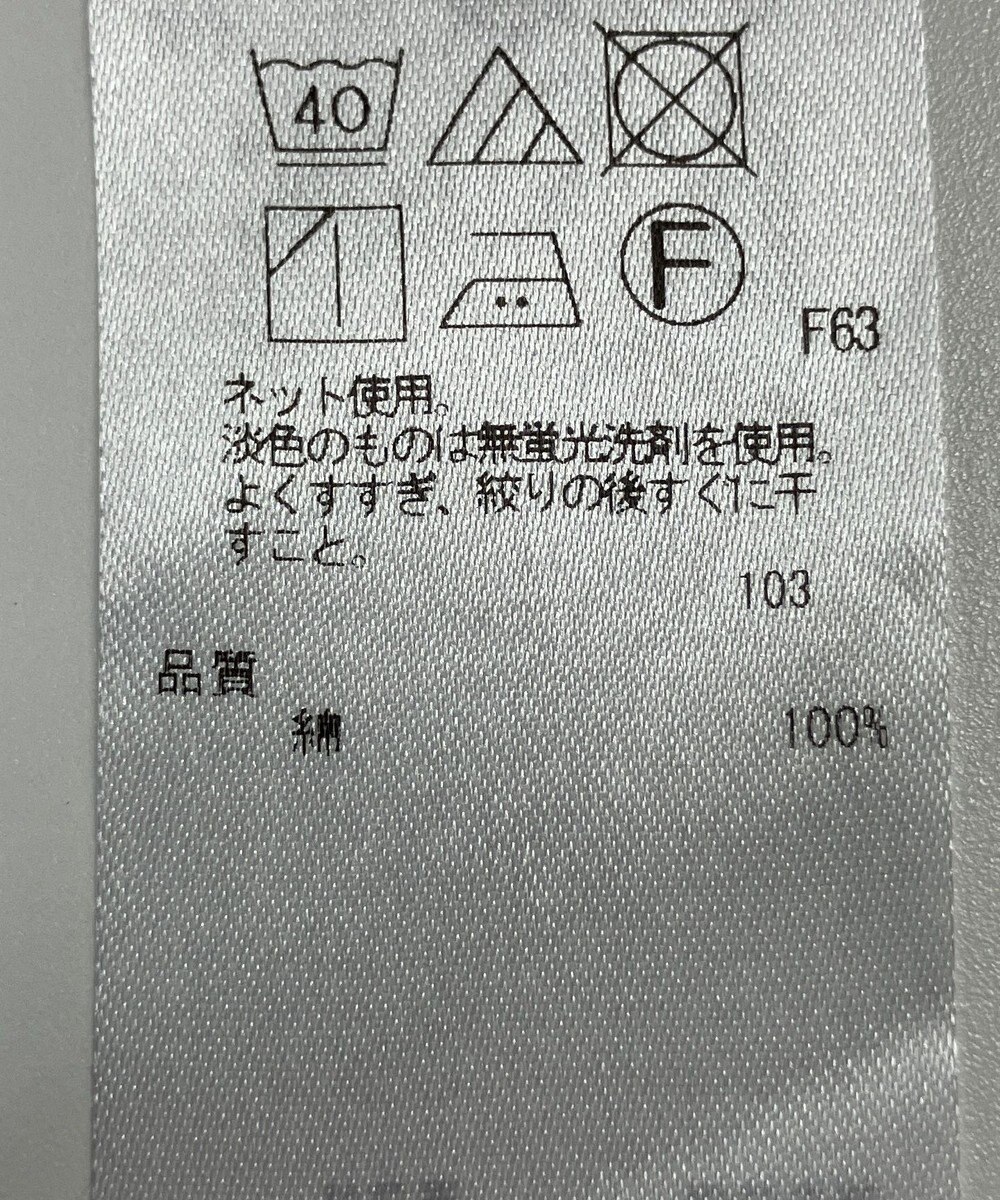 40
F
F63
ネット使用。
淡色のものは無蛍光洗剤を使用。
よくすすぎ、絞りの後すぐに干
すこと。
103
品質
綿 100%